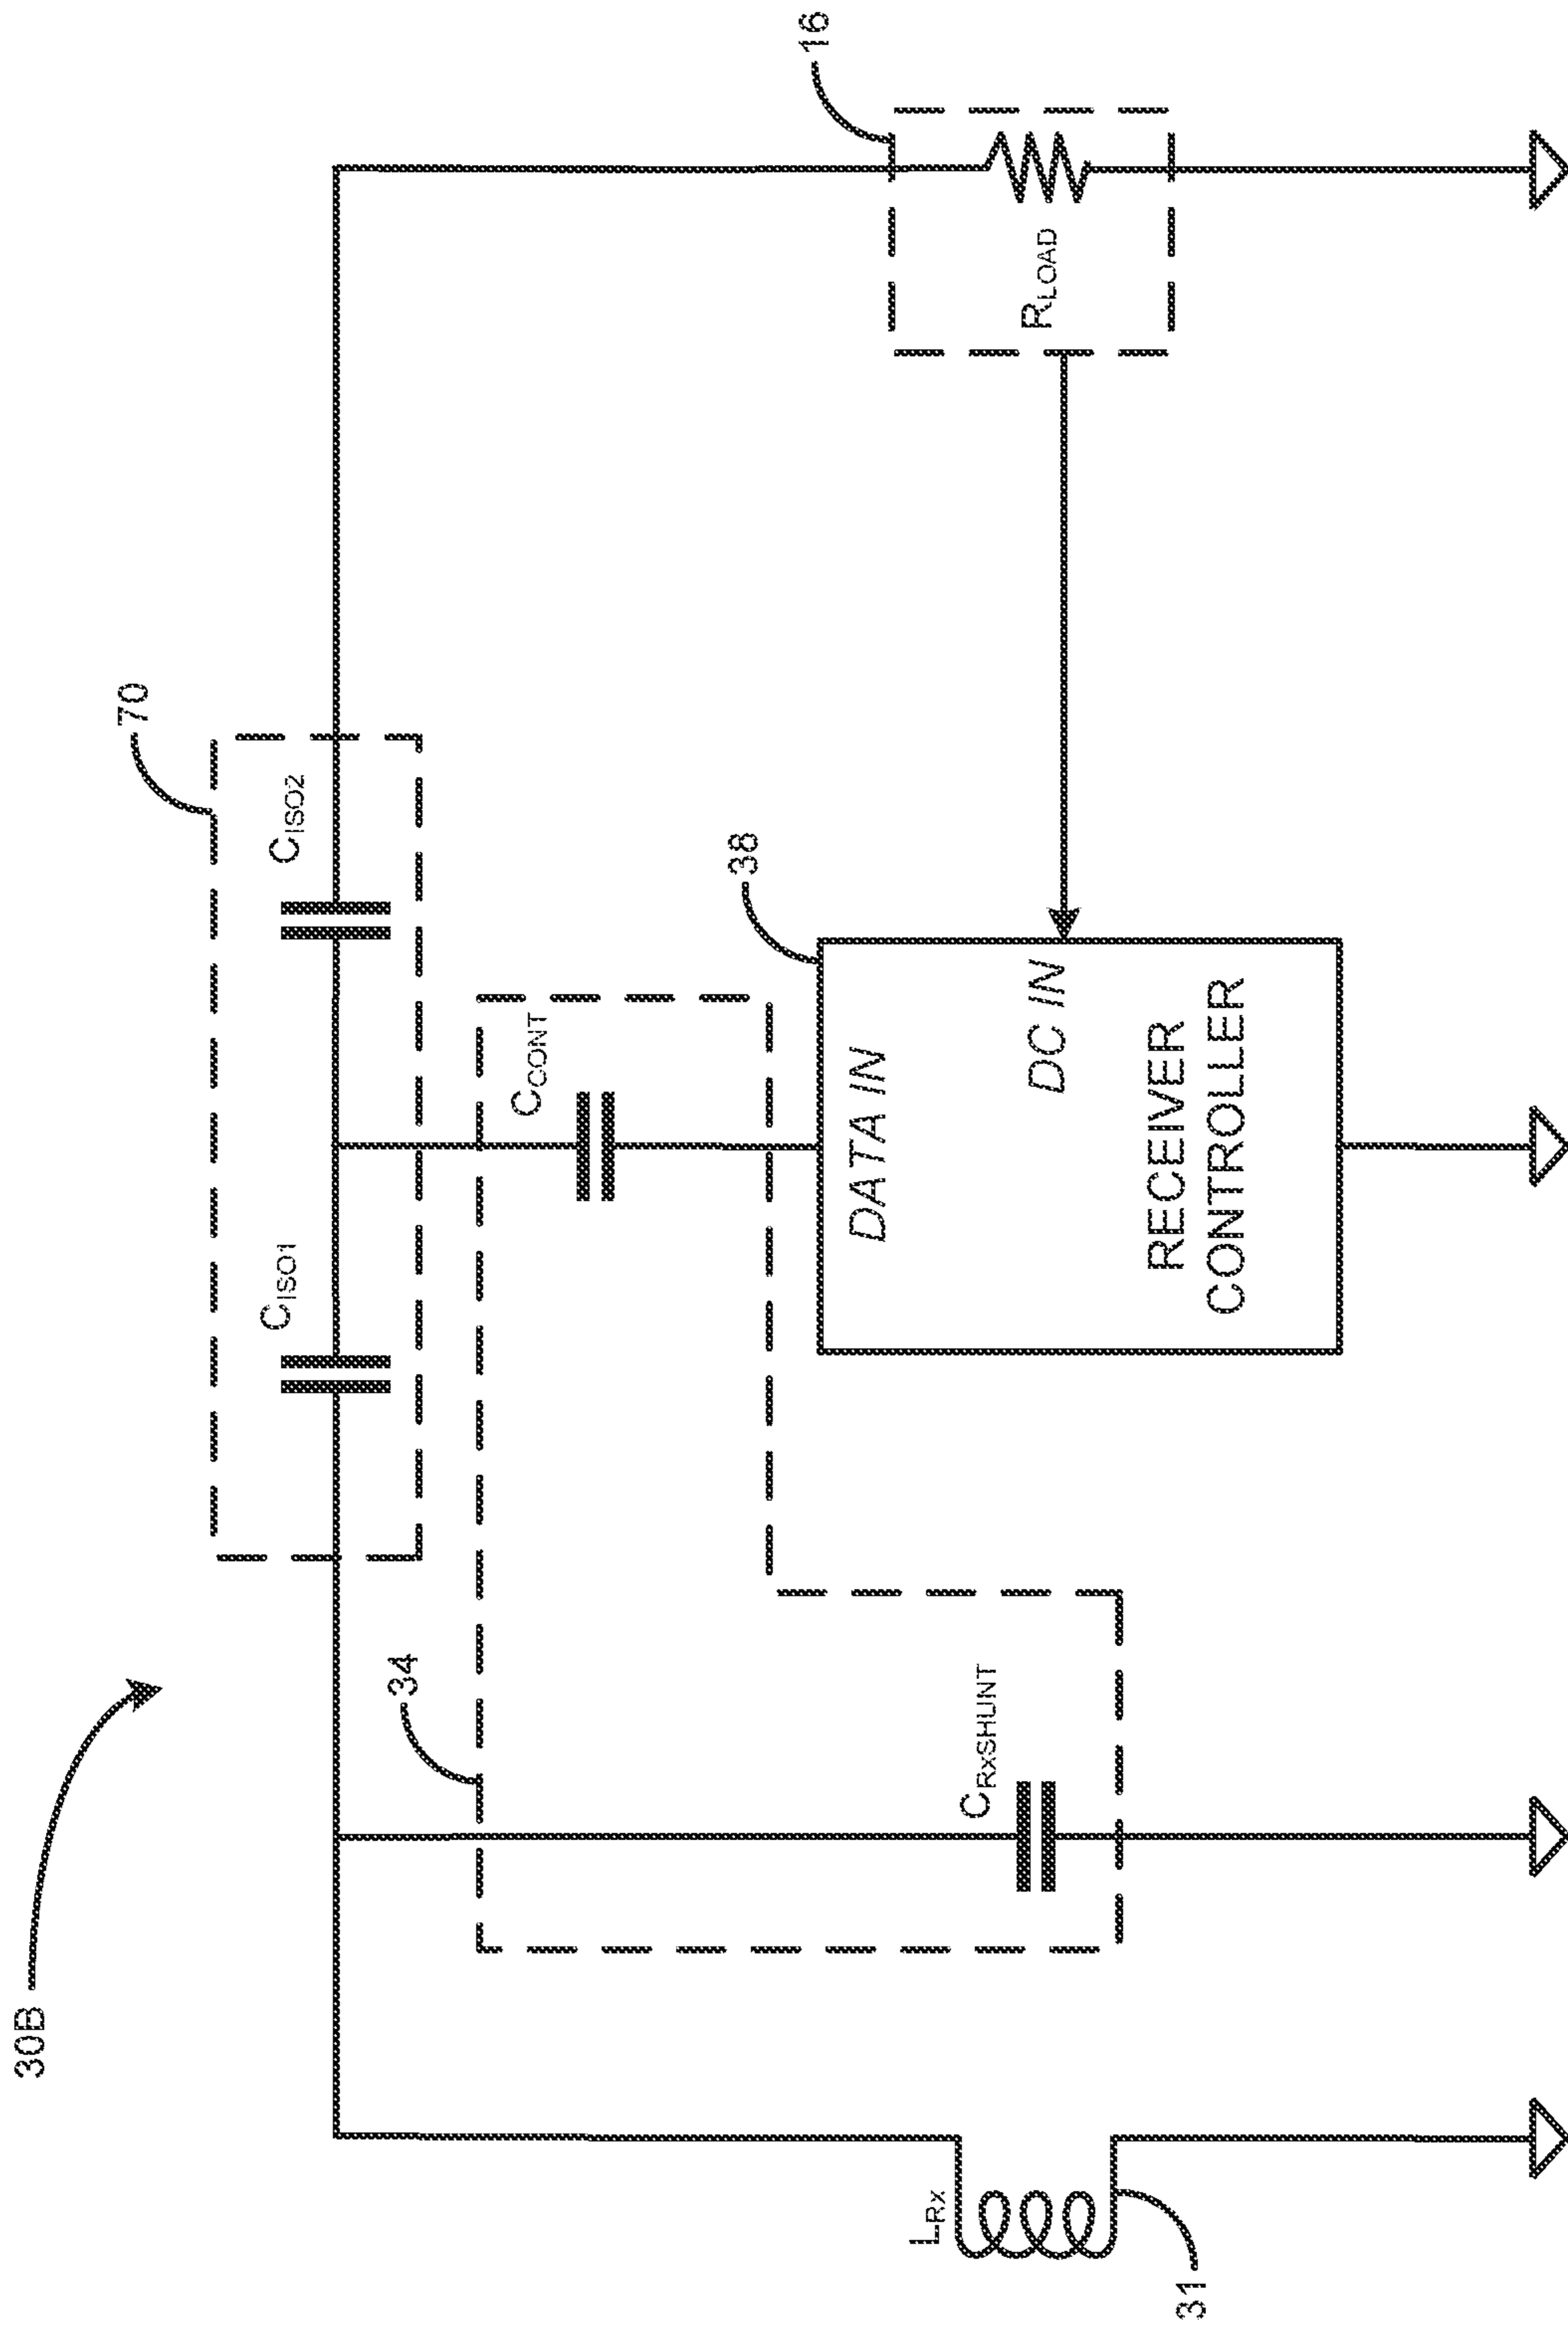 30B
70
C_ISO1
C_ISO2
34
C_CONT
38
16
DATA IN
DC IN
RECEIVER
CONTROLLER
R_LOAD
C_RxSHUNT
L_Rx
31